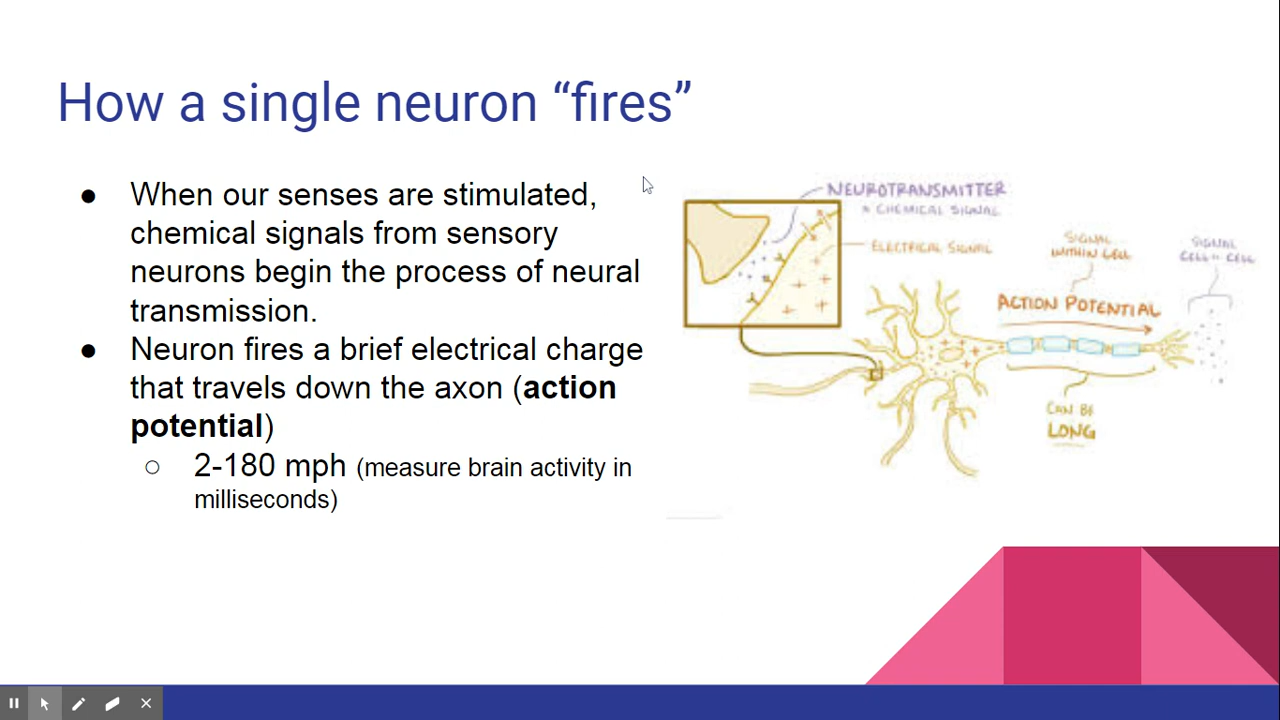 How a single neuron “fires”
● When our senses are stimulated,
chemical signals from sensory
neurons begin the process of neural
transmission.
● Neuron fires a brief electrical charge
that travels down the axon (action
potential)
○ 2-180 mph (measure brain activity in
milliseconds)
NEUROTRANSMITTER
CHEMICAL SIGNAL
ELECTRICAL SIGNAL
SIGNAL
WITHIN CELL
ACTION POTENTIAL
SIGNAL
CELL CELL
CAN BE
LONG